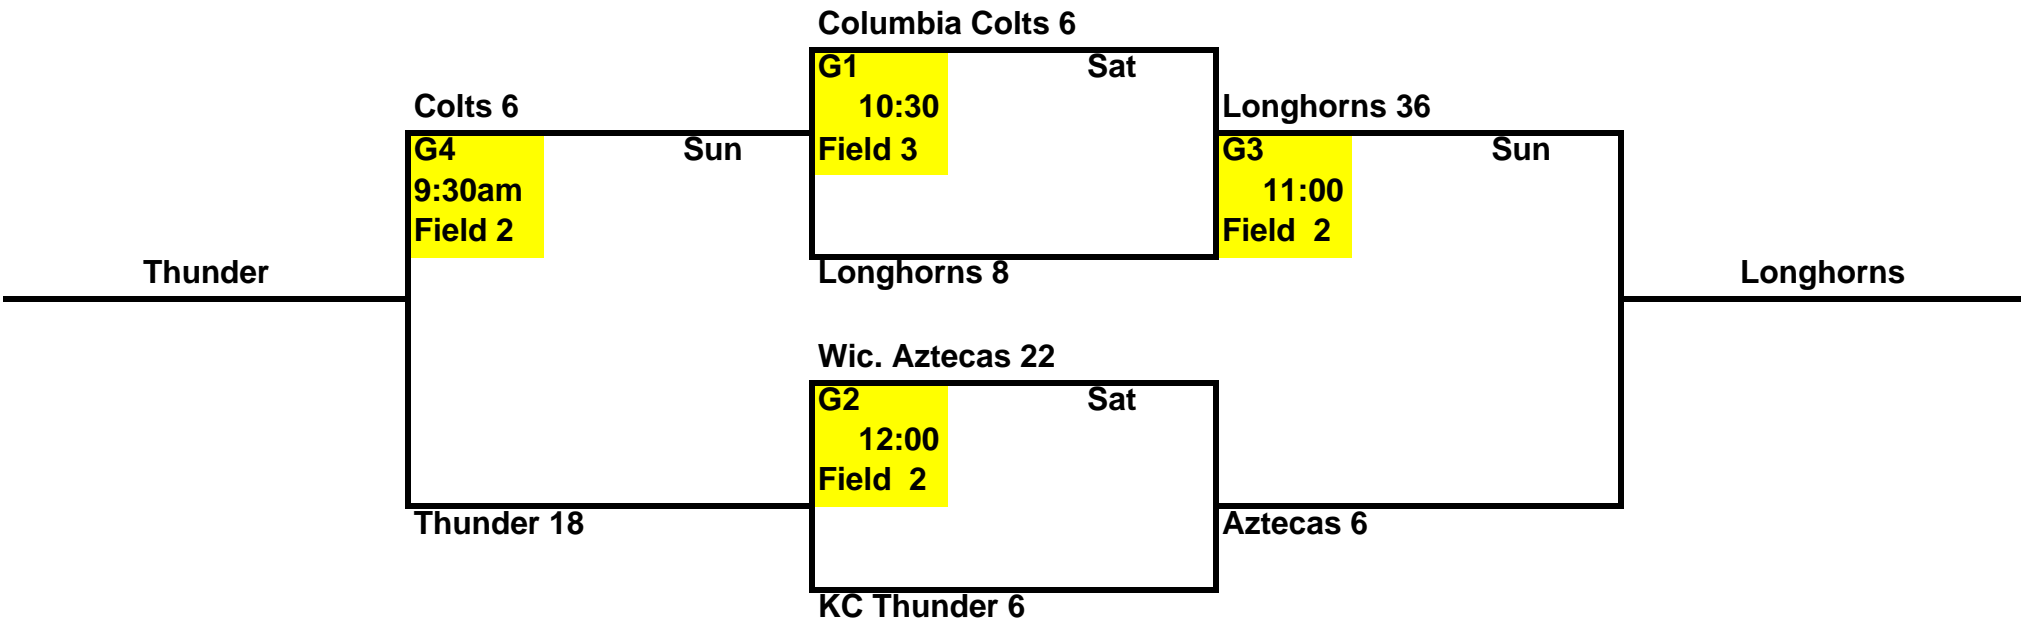 Columbia Colts 6
G1 Sat
Colts 6
10:30
Longhorns 36
G4 Sun
Field 3
G3 Sun
9:30am
11:00
Field 2
Field  2
Thunder
Longhorns 8
Longhorns
Wic. Aztecas 22
G2 Sat
12:00
Field  2
Thunder 18
Aztecas 6
KC Thunder 6